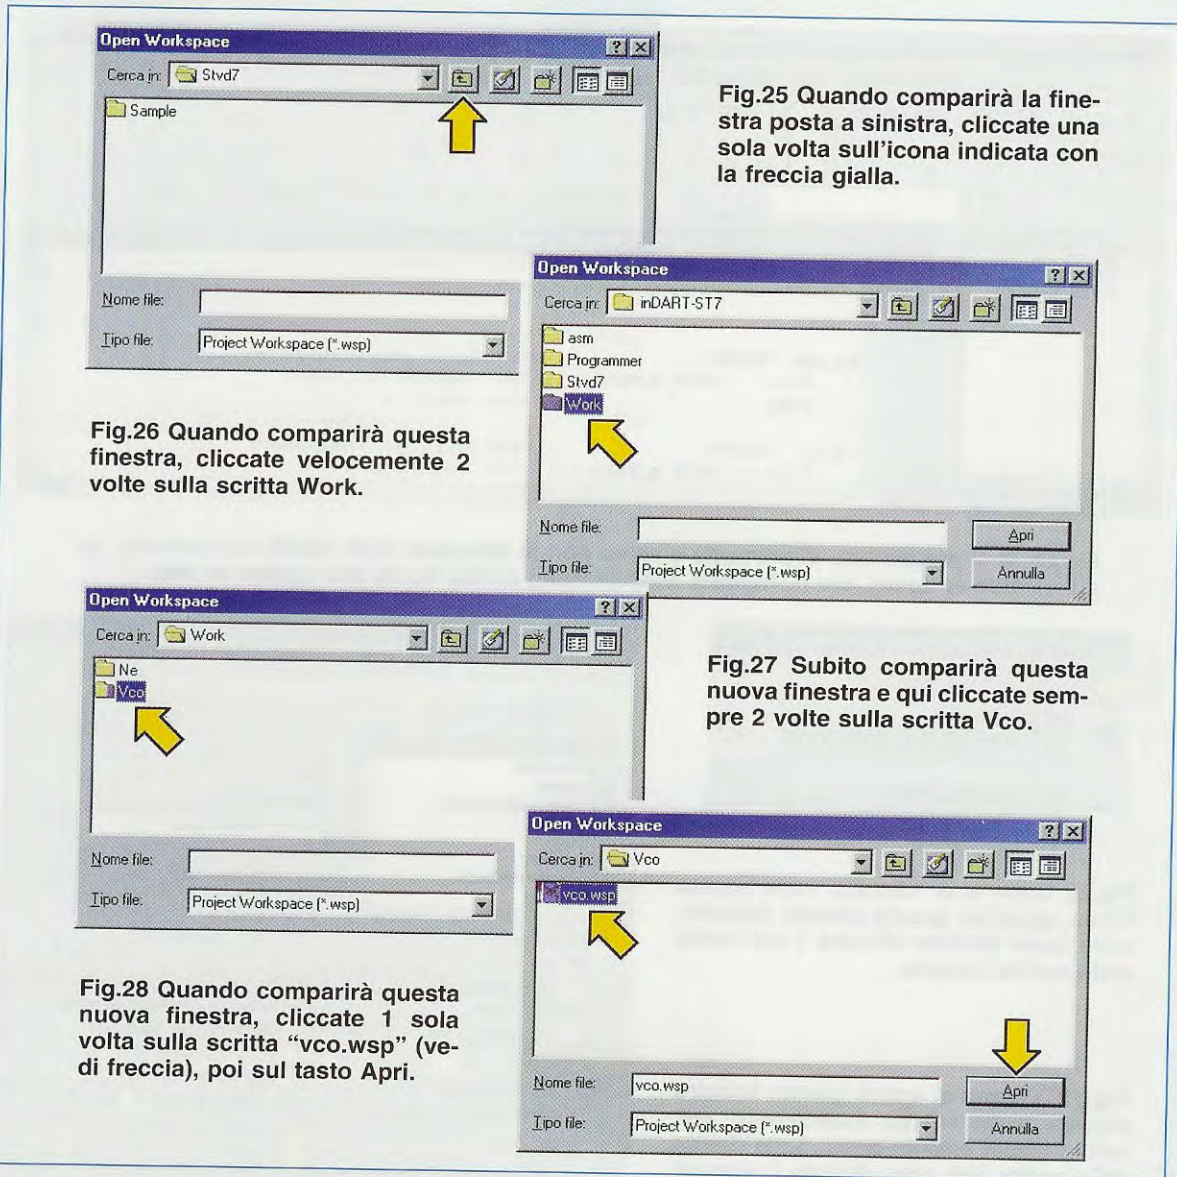 Open Workspace
Cerca in: Stvd7
Sample
Nome file:
Tipo file: Project Workspace (*.wsp)
Fig.25 Quando comparirà la fine-
stra posta a sinistra, cliccate una
sola volta sull'icona indicata con
la freccia gialla.
Open Workspace
Cerca in: inDART-ST7
asm
Programmer
Stvd7
Work
Nome file: Apri
Tipo file: Project Workspace (*.wsp) Annulla
Fig.26 Quando comparirà questa
finestra, cliccate velocemente 2
volte sulla scritta Work.
Open Workspace
Cerca in: Work
Ne
Vco
Nome file:
Tipo file: Project Workspace (*.wsp)
Fig.27 Subito comparirà questa
nuova finestra e qui cliccate sem-
pre 2 volte sulla scritta Vco.
Open Workspace
Cerca in: Vco
vco.wsp
Nome file: vco.wsp Apri
Tipo file: Project Workspace (*.wsp) Annulla
Fig.28 Quando comparirà questa
nuova finestra, cliccate 1 sola
volta sulla scritta “vco.wsp” (ve-
di freccia), poi sul tasto Apri.